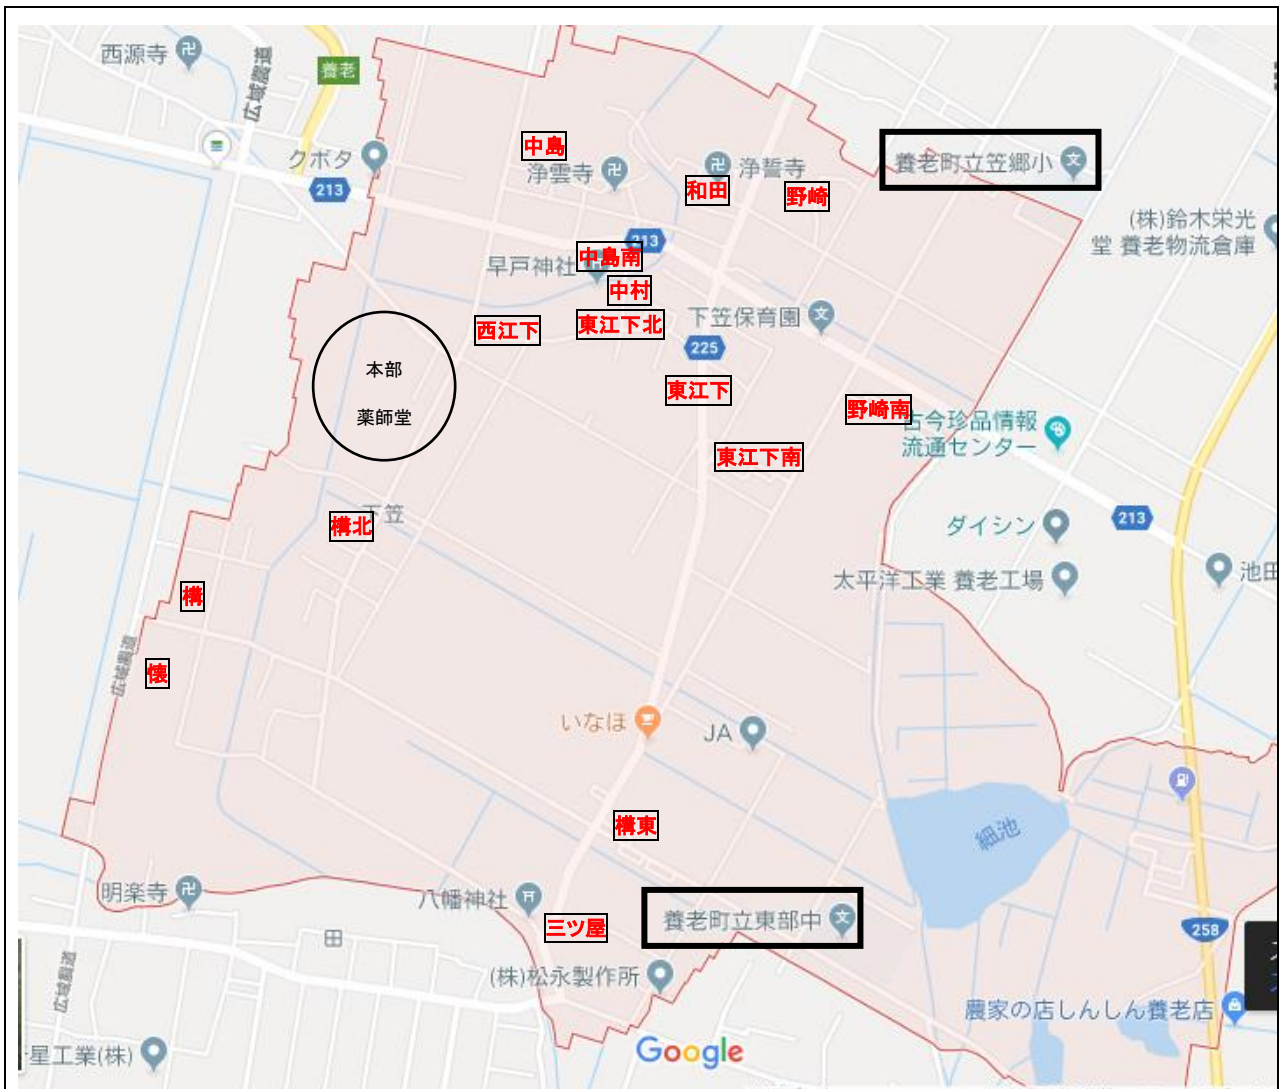 西源寺
広域農道
養老
クボタ
213
中島
浄雲寺
和田
浄誓寺
野崎
養老町立笠郷小
(株)鈴木栄光
堂 養老物流倉庫
213
中島南
早戸神社
中村
西江下
東江下北
下笠保育園
225
本部
薬師堂
東江下
野崎南
古今珍品情報
流通センター
東江下南
下笠
構北
ダイシン
213
太平洋工業 養老工場
池田
構
懐
広域農道
いなほ
JA
構東
細池
明楽寺
八幡神社
三ツ屋
養老町立東部中
258
(株)松永製作所
広域農道
農家の店しんしん養老店
星工業(株)
Google